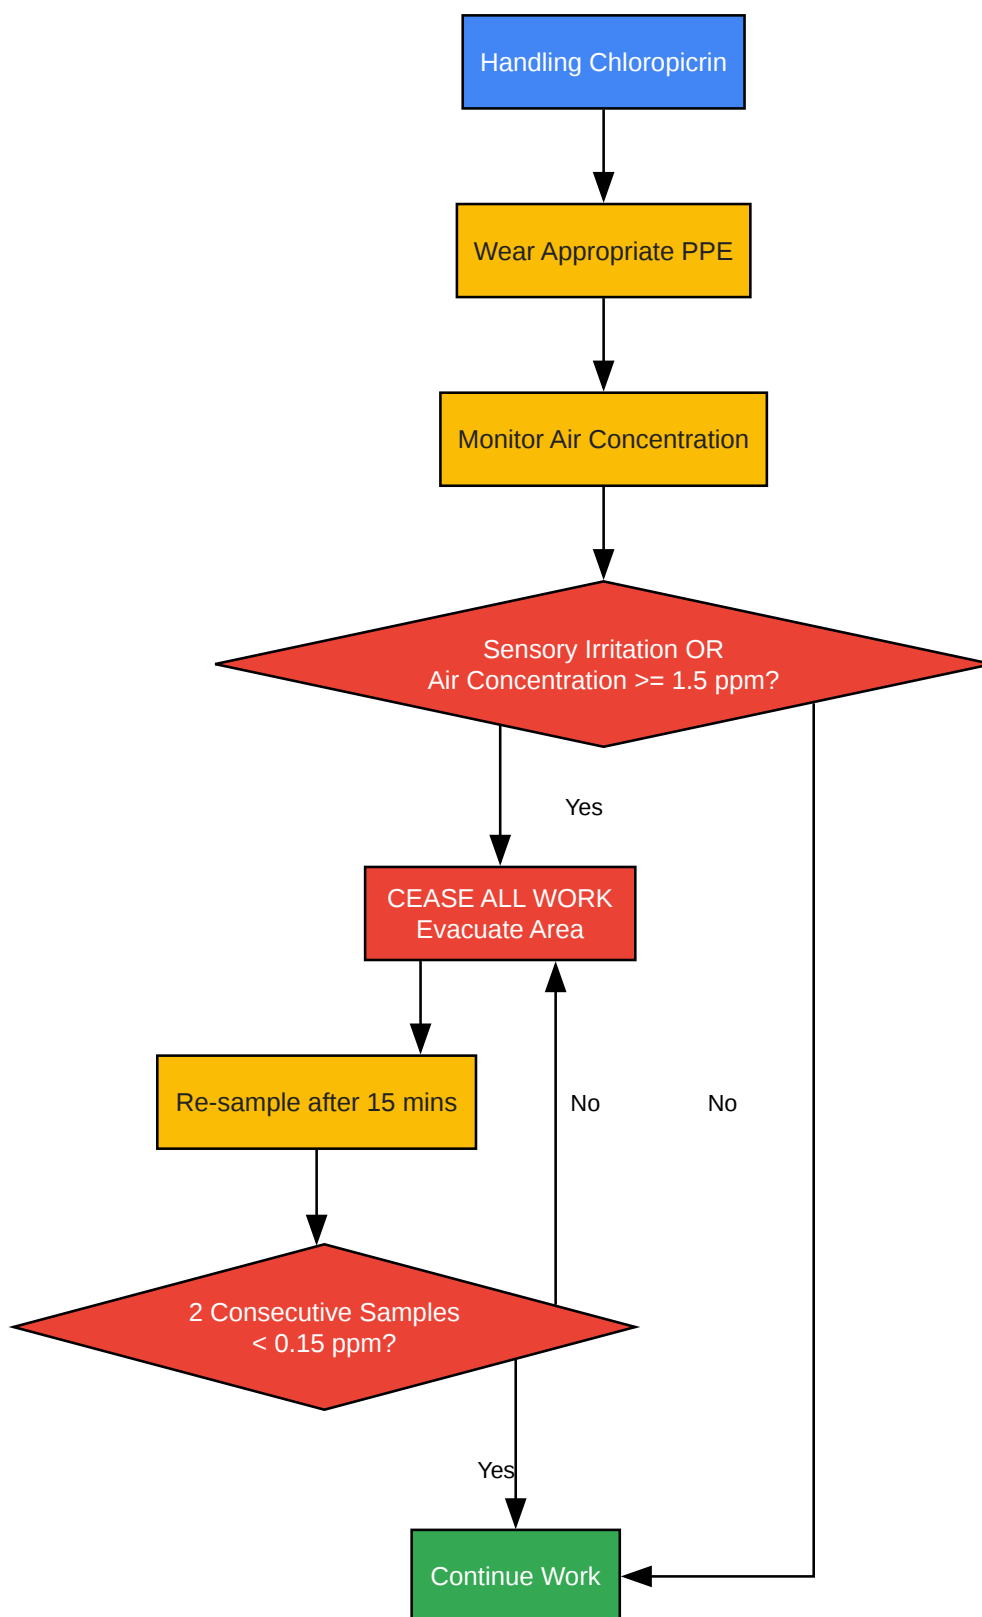 Handling Chloropicrin
Wear Appropriate PPE
Monitor Air Concentration
Sensory Irritation OR
Air Concentration >= 1.5 ppm?
Yes
CEASE ALL WORK
Evacuate Area
Re-sample after 15 mins
No
No
2 Consecutive Samples
< 0.15 ppm?
Yes
Continue Work